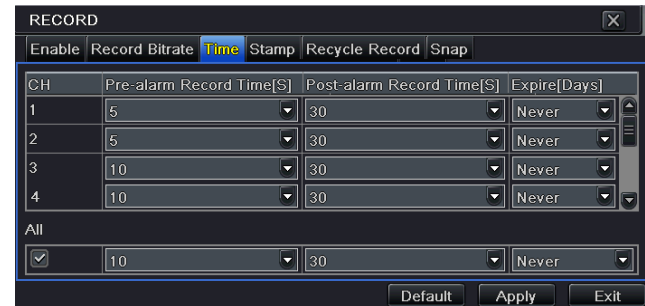 RECORD
Enable Record Bitrate Time Stamp Recycle Record Snap
CH Pre-alarm Record Time[S] Post-alarm Record Time[S] Expire[Days]
1 5 30 Never
2 5 30 Never
3 10 30 Never
4 10 30 Never
All
10 30 Never
Default Apply Exit